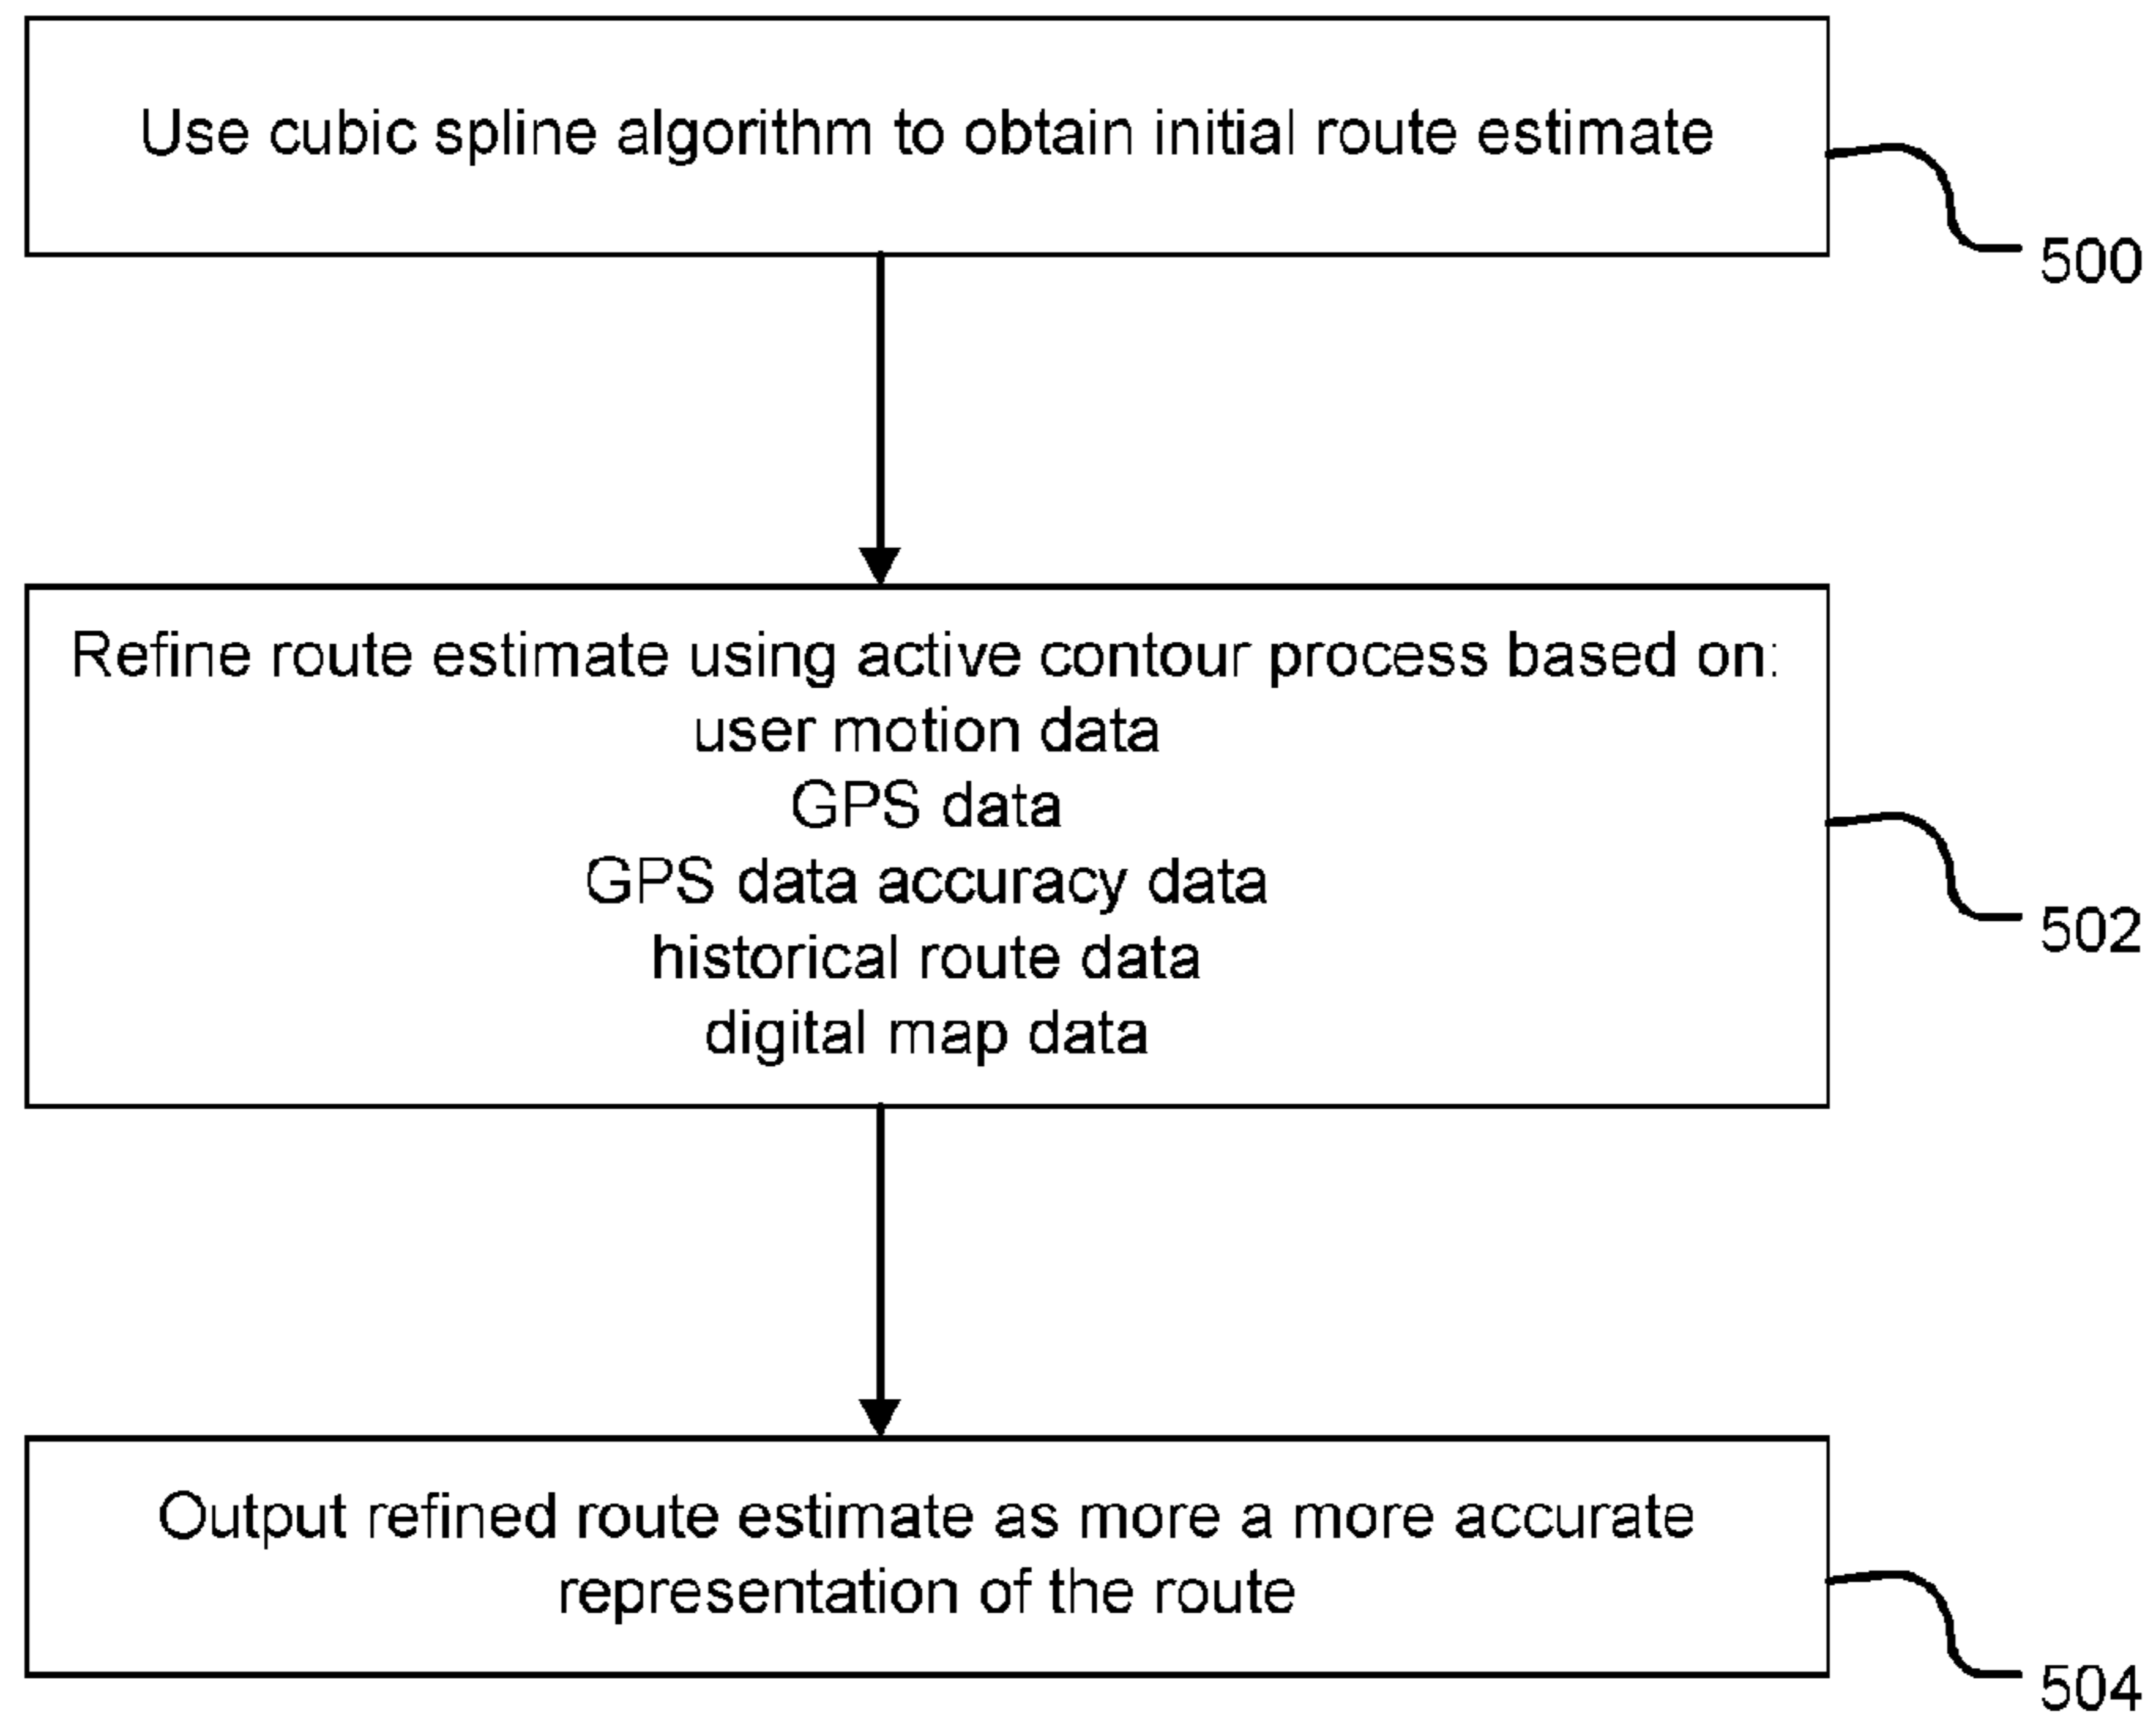 Use cubic spline algorithm to obtain initial route estimate
500
Refine route estimate using active contour process based on:
user motion data
GPS data
GPS data accuracy data
historical route data
digital map data
502
Output refined route estimate as more a more accurate
representation of the route
504